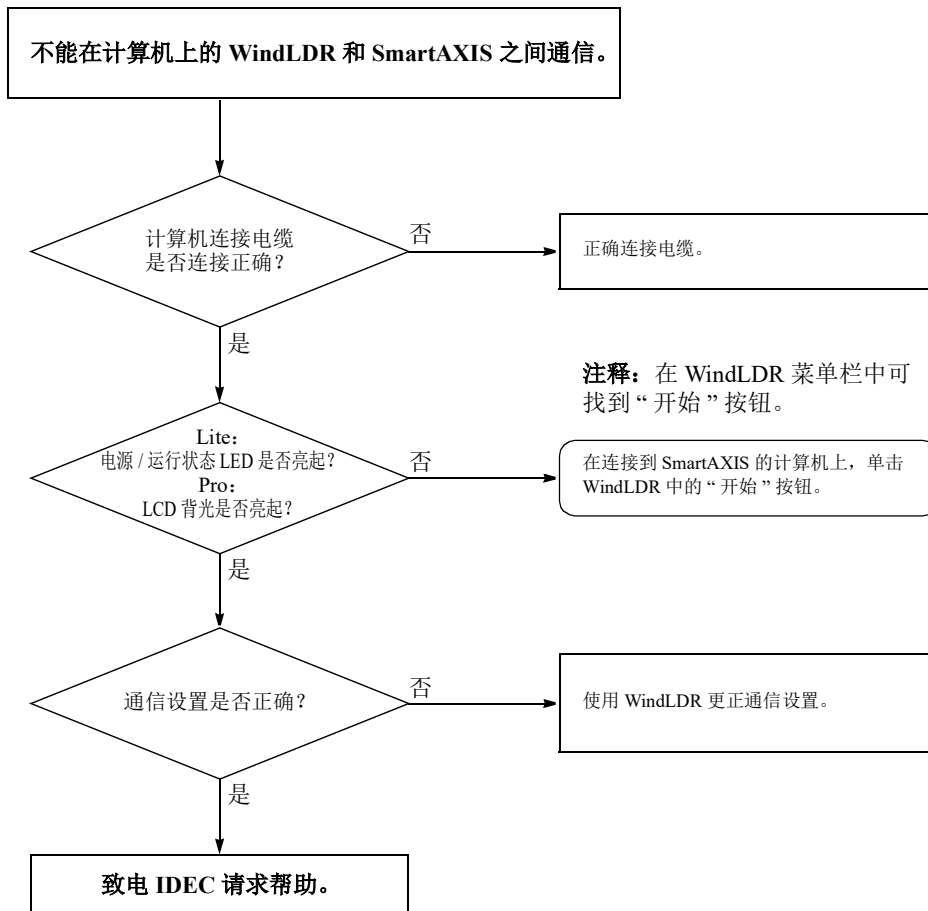 不能在计算机上的 WindLDR 和 SmartAXIS 之间通信。
计算机连接电缆
是否连接正确？
否
正确连接电缆。
是
注释：在 WindLDR 菜单栏中可
找到“ 开始 ” 按钮。
Lite：
电源 / 运行状态 LED 是否亮起？
Pro：
LCD 背光是否亮起？
否
在连接到 SmartAXIS 的计算机上，单击
WindLDR 中的 “ 开始 ” 按钮。
是
通信设置是否正确？
否
使用 WindLDR 更正通信设置。
是
致电 IDEC 请求帮助。